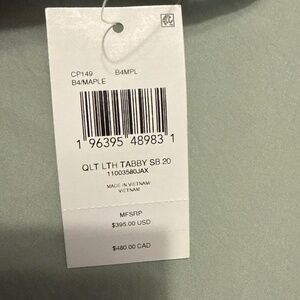 CP149 B4MPL
B4/MAPLE
1 96395 48983 1
QLT LTH TABBY SB 20
11003580JAX
MADE IN VIETNAM
VIETNAM
MFSRP
$395.00 USD
$480.00 CAD